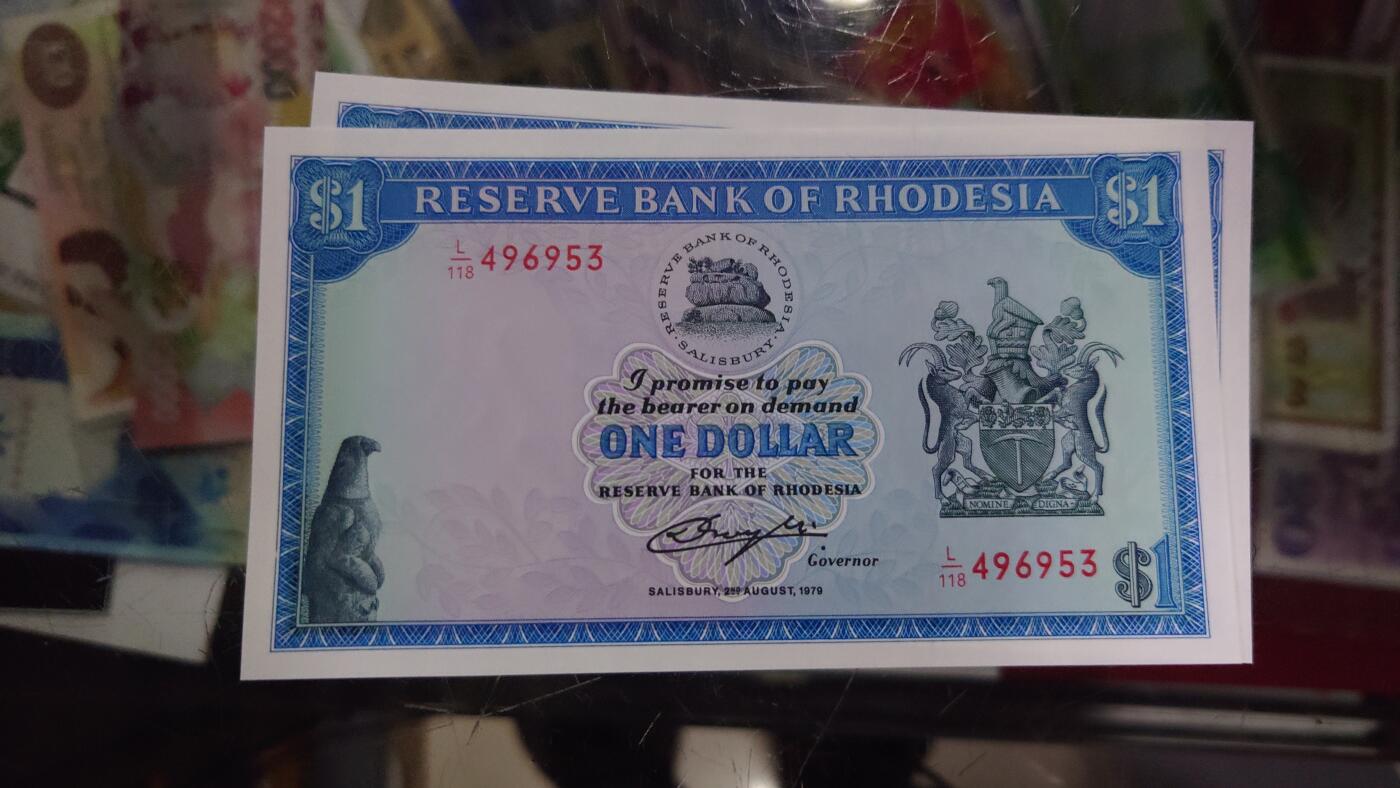 $1 RESERVE BANK OF RHODESIA $1
L/118 496953
RESERVE BANK OF RHODESIA
· SALISBURY ·
I promise to pay
the bearer on demand
ONE DOLLAR
FOR THE
RESERVE BANK OF RHODESIA
NOMINE DIGNA
Governor
L/118 496953 $1
SALISBURY, 2ND AUGUST, 1979